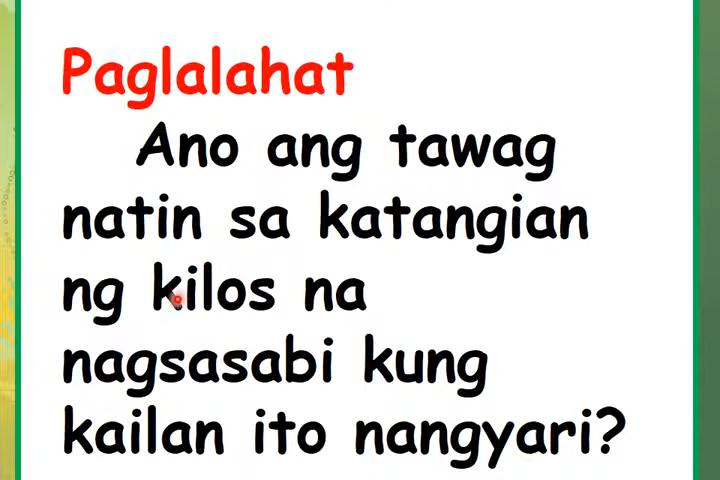 Paglalahat
Ano ang tawag
natin sa katangian
ng kilos na
nagsasabi kung
kailan ito nangyari?